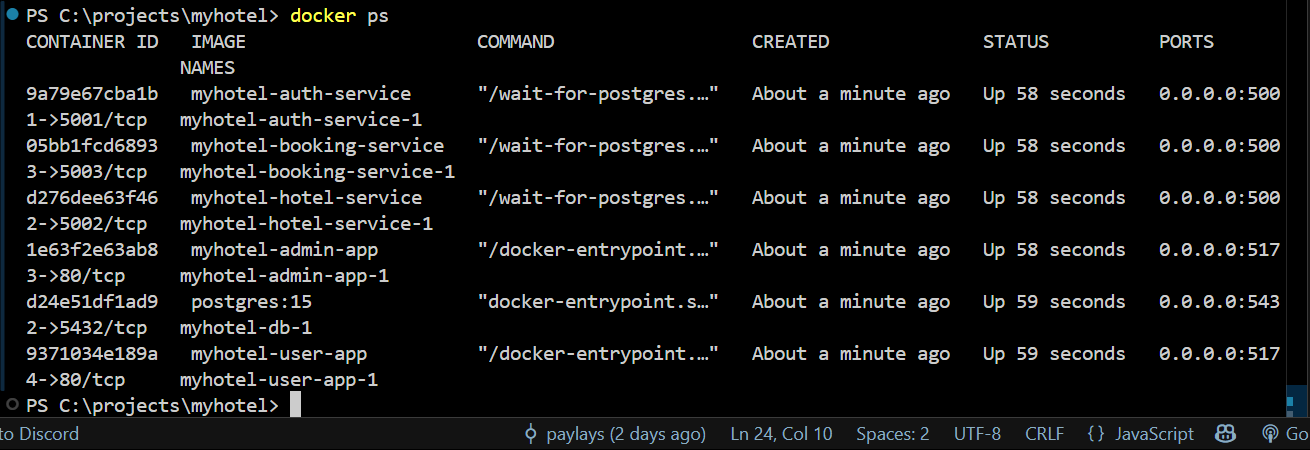 PS C:\projects\myhotel> docker ps
CONTAINER ID   IMAGE                     COMMAND                  CREATED              STATUS          PORTS
              NAMES
9a79e67cba1b   myhotel-auth-service      "/wait-for-postgres.…"   About a minute ago   Up 58 seconds   0.0.0.0:500
1->5001/tcp   myhotel-auth-service-1
05bb1fcd6893   myhotel-booking-service   "/wait-for-postgres.…"   About a minute ago   Up 58 seconds   0.0.0.0:500
3->5003/tcp   myhotel-booking-service-1
d276dee63f46   myhotel-hotel-service     "/wait-for-postgres.…"   About a minute ago   Up 58 seconds   0.0.0.0:500
2->5002/tcp   myhotel-hotel-service-1
1e63f2e63ab8   myhotel-admin-app         "/docker-entrypoint.…"   About a minute ago   Up 58 seconds   0.0.0.0:517
3->80/tcp     myhotel-admin-app-1
d24e51df1ad9   postgres:15               "docker-entrypoint.s…"   About a minute ago   Up 59 seconds   0.0.0.0:543
2->5432/tcp   myhotel-db-1
9371034e189a   myhotel-user-app          "/docker-entrypoint.…"   About a minute ago   Up 59 seconds   0.0.0.0:517
4->80/tcp     myhotel-user-app-1
PS C:\projects\myhotel>
to Discord   paylays (2 days ago)   Ln 24, Col 10   Spaces: 2   UTF-8   CRLF   {} JavaScript   Go